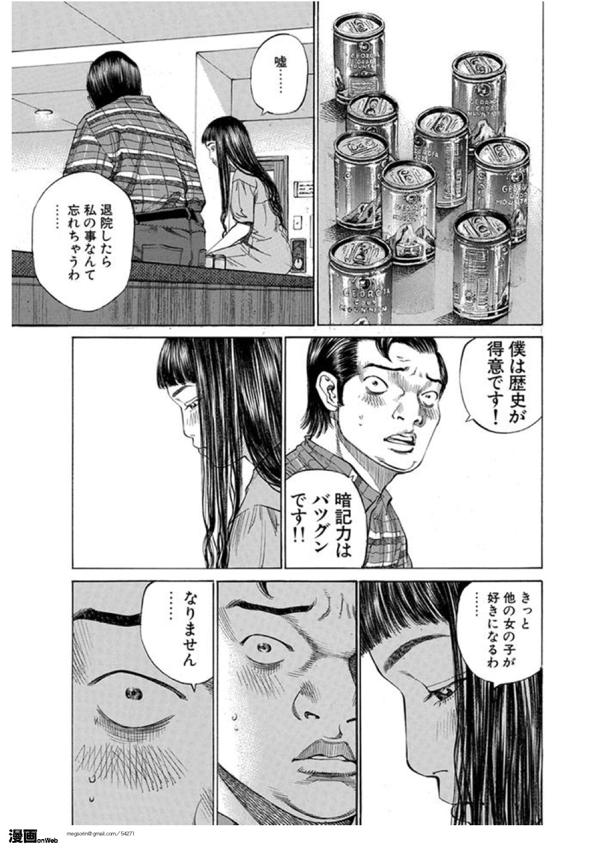 嘘
……
退院したら
私の事なんて
忘れちゃうわ
……
僕は歴史が
得意です!
暗記力は
バツグン
です!!
きっと
他の女の子が
好きになるわ
……
なりません
……
漫画onWeb
megaorin@gmail.com/54271